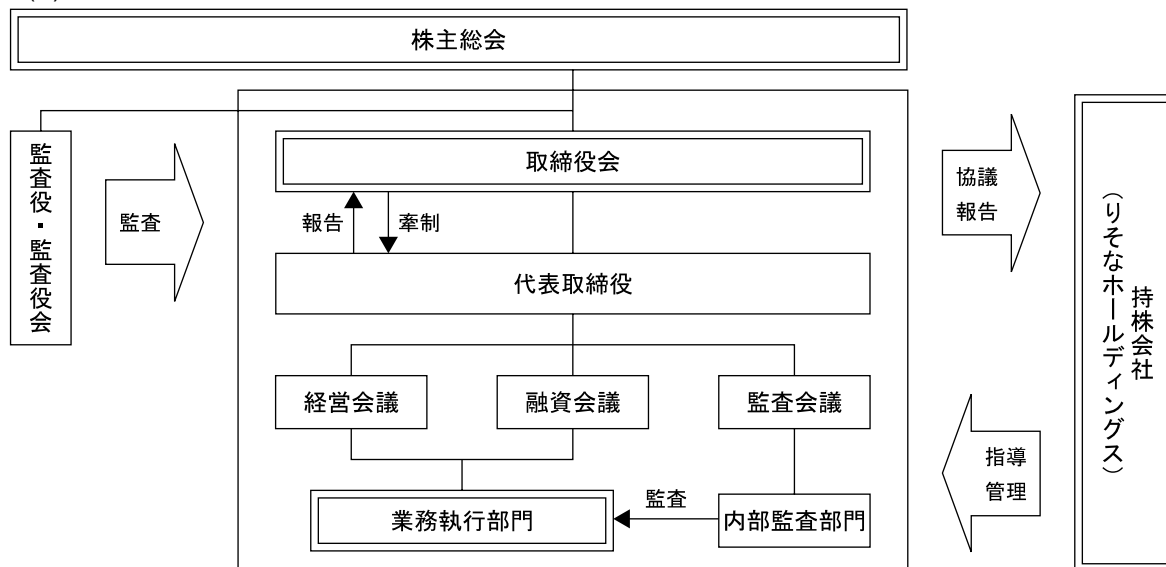 株主総会
監査役・監査役会
監査
取締役会
報告
牽制
代表取締役
経営会議
融資会議
監査会議
業務執行部門
監査
内部監査部門
協議
報告
指導
管理
持株会社
（りそなホールディングス）